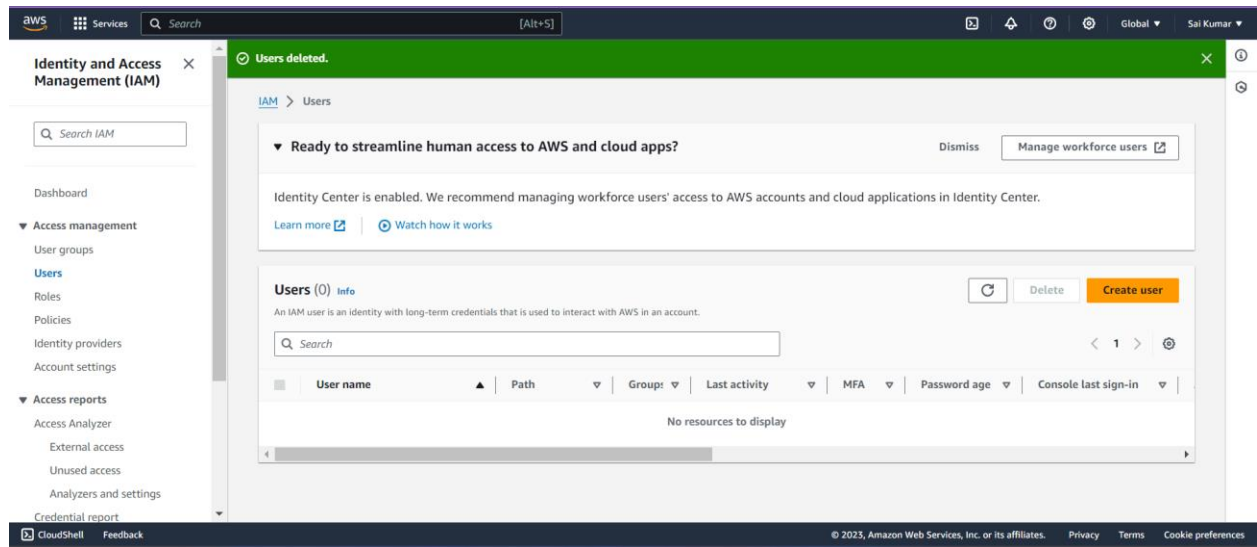 aws Services Search [Alt+S] Global Sai Kumar
Identity and Access
Management (IAM)
Search IAM
Dashboard
Access management
User groups
Users
Roles
Policies
Identity providers
Account settings
Access reports
Access Analyzer
External access
Unused access
Analyzers and settings
Credential report
Users deleted.
IAM > Users
Ready to streamline human access to AWS and cloud apps? Dismiss Manage workforce users
Identity Center is enabled. We recommend managing workforce users' access to AWS accounts and cloud applications in Identity Center.
Learn more Watch how it works
Users (0) Info Delete Create user
An IAM user is an identity with long-term credentials that is used to interact with AWS in an account.
Search 1
User name Path Group: Last activity MFA Password age Console last sign-in
No resources to display
CloudShell Feedback © 2023, Amazon Web Services, Inc. or its affiliates. Privacy Terms Cookie preferences